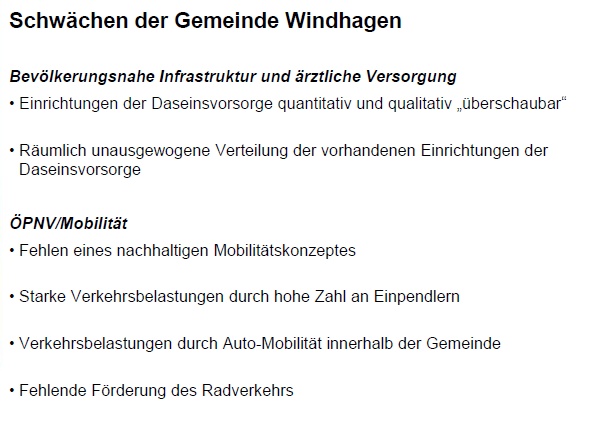 Schwächen der Gemeinde Windhagen
Bevölkerungsnahe Infrastruktur und ärztliche Versorgung
• Einrichtungen der Daseinsvorsorge quantitativ und qualitativ „überschaubar“
• Räumlich unausgewogene Verteilung der vorhandenen Einrichtungen der
Daseinsvorsorge
ÖPNV/Mobilität
• Fehlen eines nachhaltigen Mobilitätskonzeptes
• Starke Verkehrsbelastungen durch hohe Zahl an Einpendlern
• Verkehrsbelastungen durch Auto-Mobilität innerhalb der Gemeinde
• Fehlende Förderung des Radverkehrs